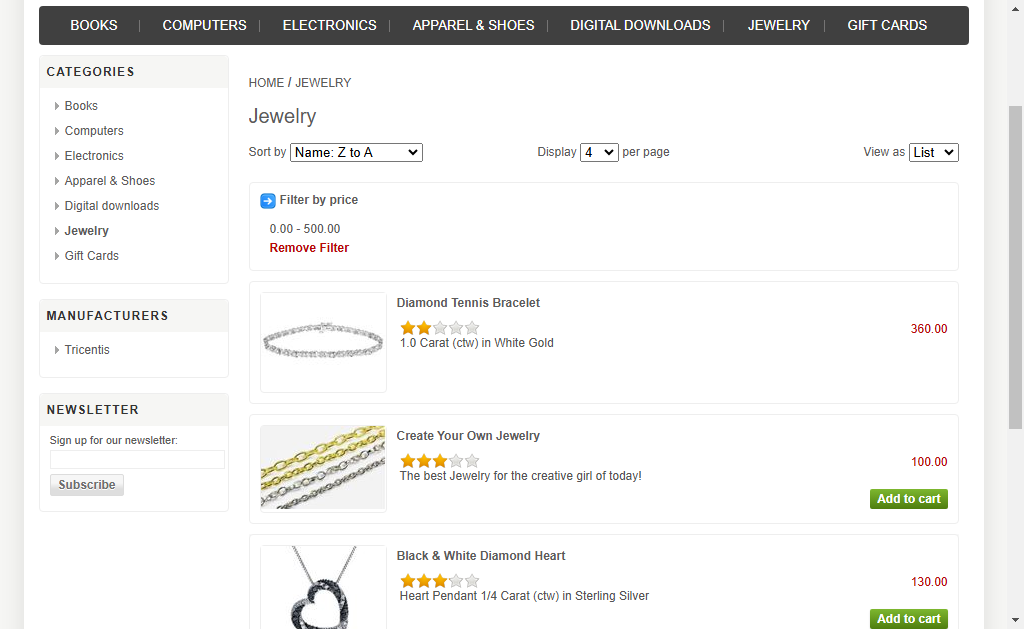 BOOKS COMPUTERS ELECTRONICS APPAREL & SHOES DIGITAL DOWNLOADS JEWELRY GIFT CARDS
CATEGORIES
Books
Computers
Electronics
Apparel & Shoes
Digital downloads
Jewelry
Gift Cards
MANUFACTURERS
Tricentis
NEWSLETTER
Sign up for our newsletter:
Subscribe
HOME / JEWELRY
Jewelry
Sort by Name: Z to A Display 4 per page View as List
Filter by price
0.00 - 500.00
Remove Filter
Diamond Tennis Bracelet
360.00
1.0 Carat (ctw) in White Gold
Create Your Own Jewelry
100.00
The best Jewelry for the creative girl of today!
Add to cart
Black & White Diamond Heart
130.00
Heart Pendant 1/4 Carat (ctw) in Sterling Silver
Add to cart